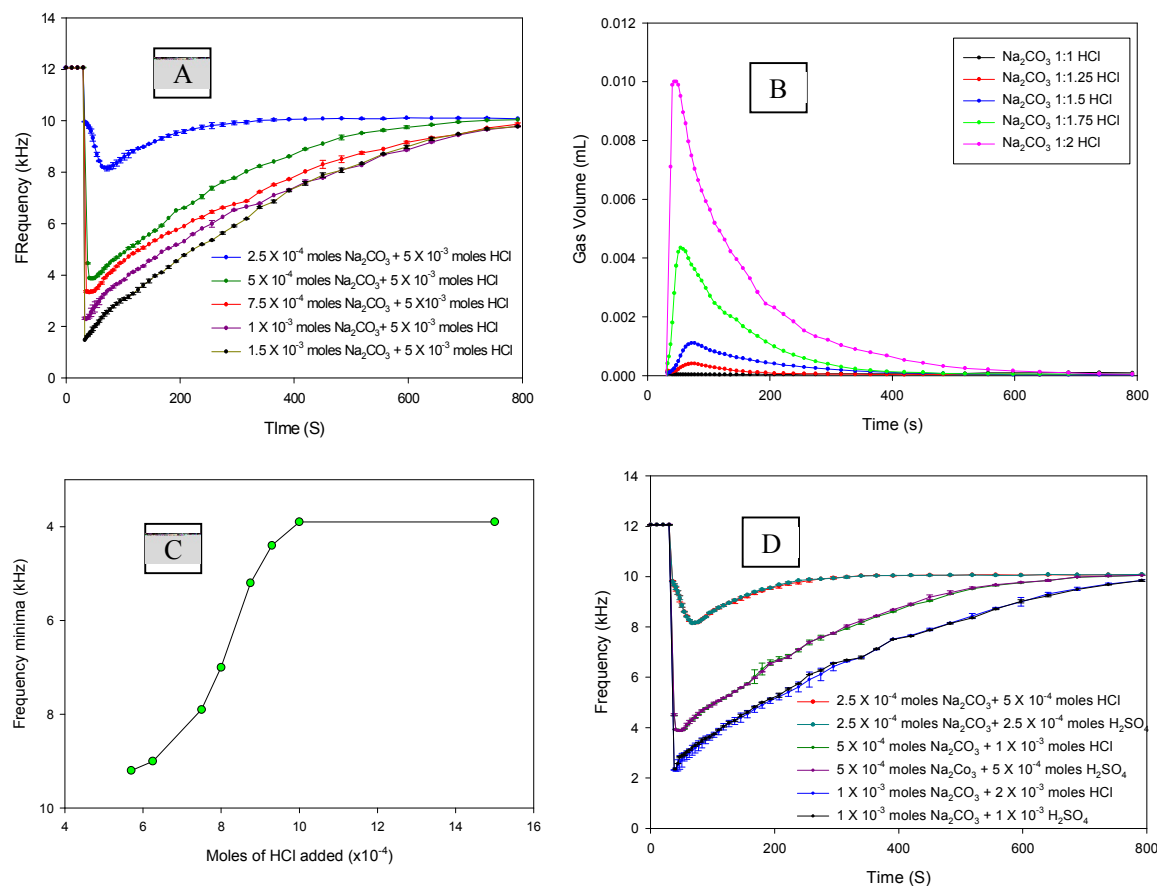 A
FRequency (kHz)
14
12
10
8
6
4
2
0
2.5 X 10-4 moles Na2CO3 + 5 X 10-3 moles HCl
5 X 10-4 moles Na2CO3+ 5 X 10-3 moles HCl
7.5 X 10-4 moles Na2CO3 + 5 X10-3 moles HCl
1 X 10-3 moles Na2CO3+ 5 X 10-3 moles HCl
1.5 X 10-3 moles Na2CO3 + 5 X 10-3 moles HCl
0 200 400 600 800
TIme (S)
B
Gas Volume (mL)
0.012
0.010
0.008
0.006
0.004
0.002
0.000
Na2CO3 1:1 HCl
Na2CO3 1:1.25 HCl
Na2CO3 1:1.5 HCl
Na2CO3 1:1.75 HCl
Na2CO3 1:2 HCl
0 200 400 600 800
Time (s)
C
Frequency minima (kHz)
4
6
8
10
4 6 8 10 12 14 16
Moles of HCl added (x10-4)
D
Frequency (kHz)
14
12
10
8
6
4
2
0
2.5 X 10-4 moles Na2CO3+ 5 X 10-4 moles HCl
2.5 X 10-4 moles Na2CO3+ 2.5 X 10-4 moles H2SO4
5 X 10-4 moles Na2CO3 + 1 X 10-3 moles HCl
5 X 10-4 moles Na2Co3 + 5 X 10-4 moles H2SO4
1 X 10-3 moles Na2CO3 + 2 X 10-3 moles HCl
1 X 10-3 moles Na2CO3 + 1 X 10-3 H2SO4
0 200 400 600 800
Time (S)